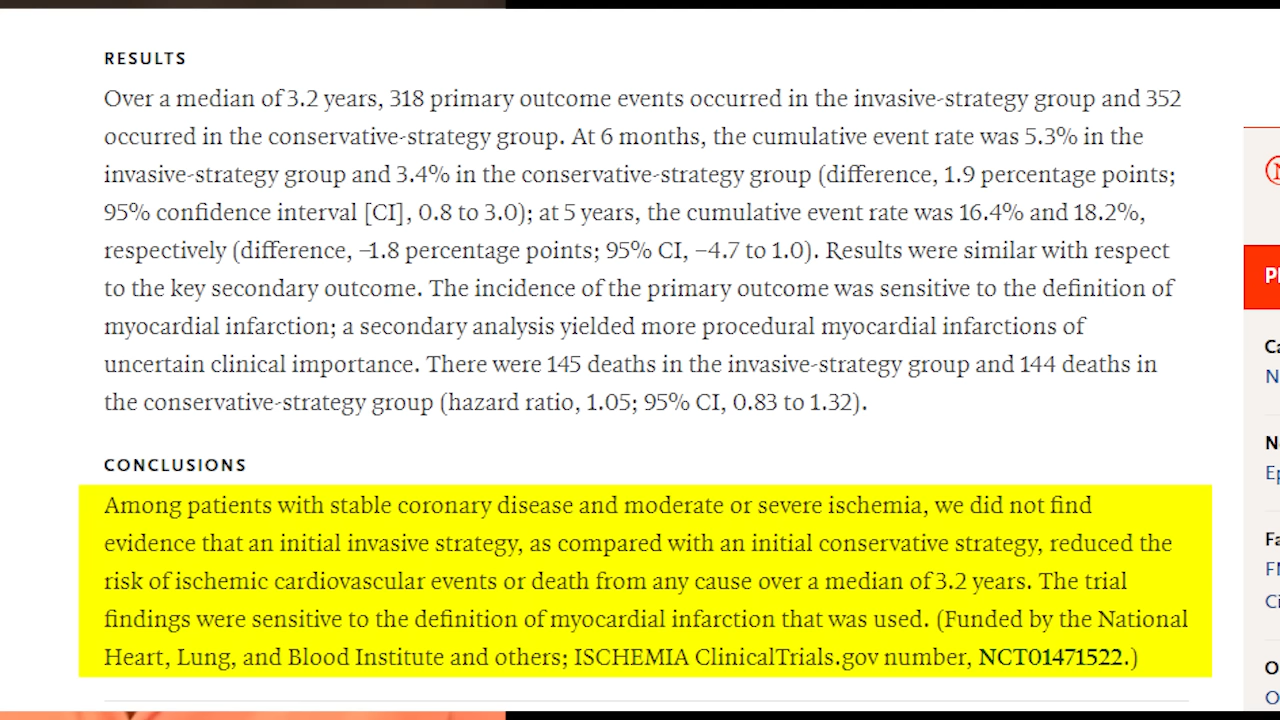 RESULTS
Over a median of 3.2 years, 318 primary outcome events occurred in the invasive-strategy group and 352
occurred in the conservative-strategy group. At 6 months, the cumulative event rate was 5.3% in the
invasive-strategy group and 3.4% in the conservative-strategy group (difference, 1.9 percentage points;
95% confidence interval [CI], 0.8 to 3.0); at 5 years, the cumulative event rate was 16.4% and 18.2%,
respectively (difference, −1.8 percentage points; 95% CI, −4.7 to 1.0). Results were similar with respect
to the key secondary outcome. The incidence of the primary outcome was sensitive to the definition of
myocardial infarction; a secondary analysis yielded more procedural myocardial infarctions of
uncertain clinical importance. There were 145 deaths in the invasive-strategy group and 144 deaths in
the conservative-strategy group (hazard ratio, 1.05; 95% CI, 0.83 to 1.32).
CONCLUSIONS
Among patients with stable coronary disease and moderate or severe ischemia, we did not find
evidence that an initial invasive strategy, as compared with an initial conservative strategy, reduced the
risk of ischemic cardiovascular events or death from any cause over a median of 3.2 years. The trial
findings were sensitive to the definition of myocardial infarction that was used. (Funded by the National
Heart, Lung, and Blood Institute and others; ISCHEMIA ClinicalTrials.gov number, NCT01471522.)